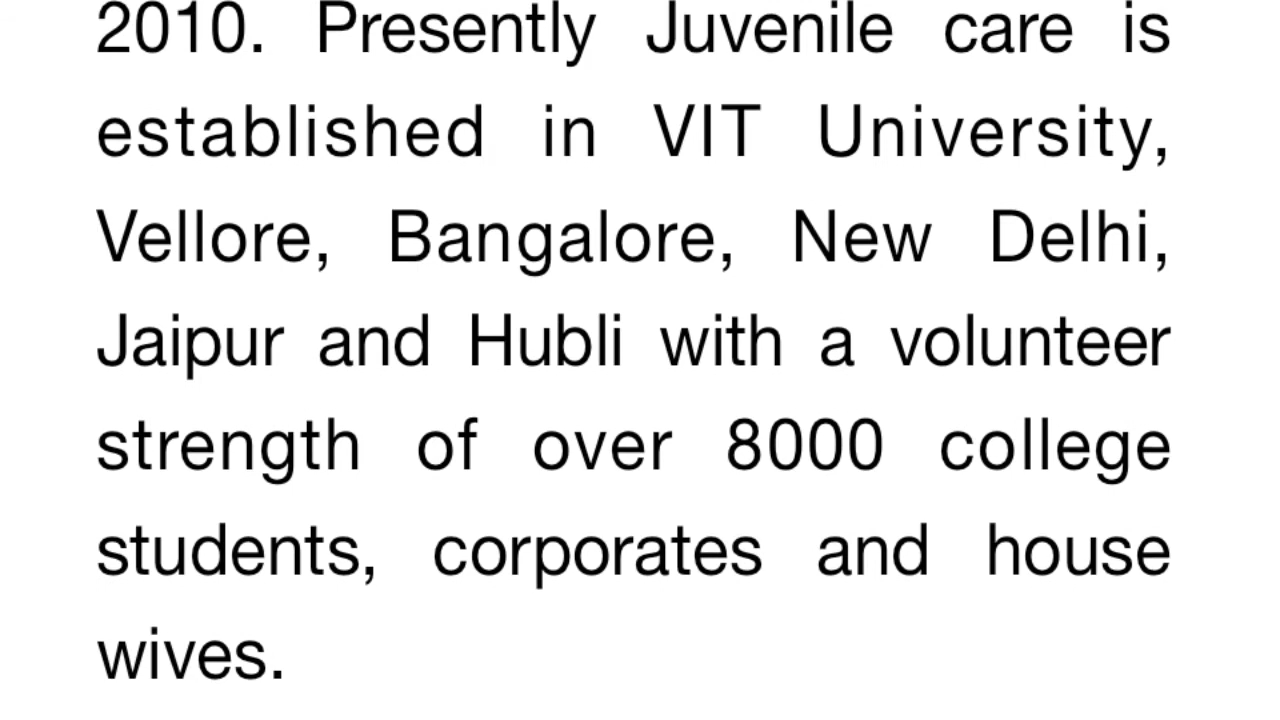 2010. Presently Juvenile care is
established in VIT University,
Vellore, Bangalore, New Delhi,
Jaipur and Hubli with a volunteer
strength of over 8000 college
students, corporates and house
wives.